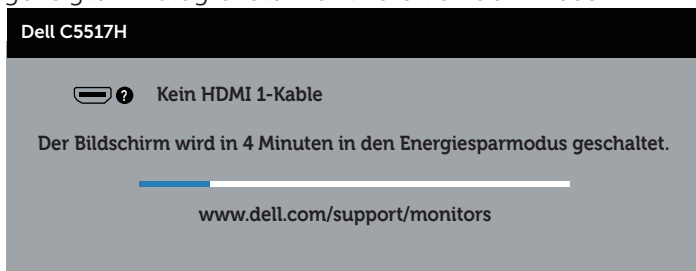 Dell C5517H
? Kein HDMI 1-Kable
Der Bildschirm wird in 4 Minuten in den Energiesparmodus geschaltet.
www.dell.com/support/monitors